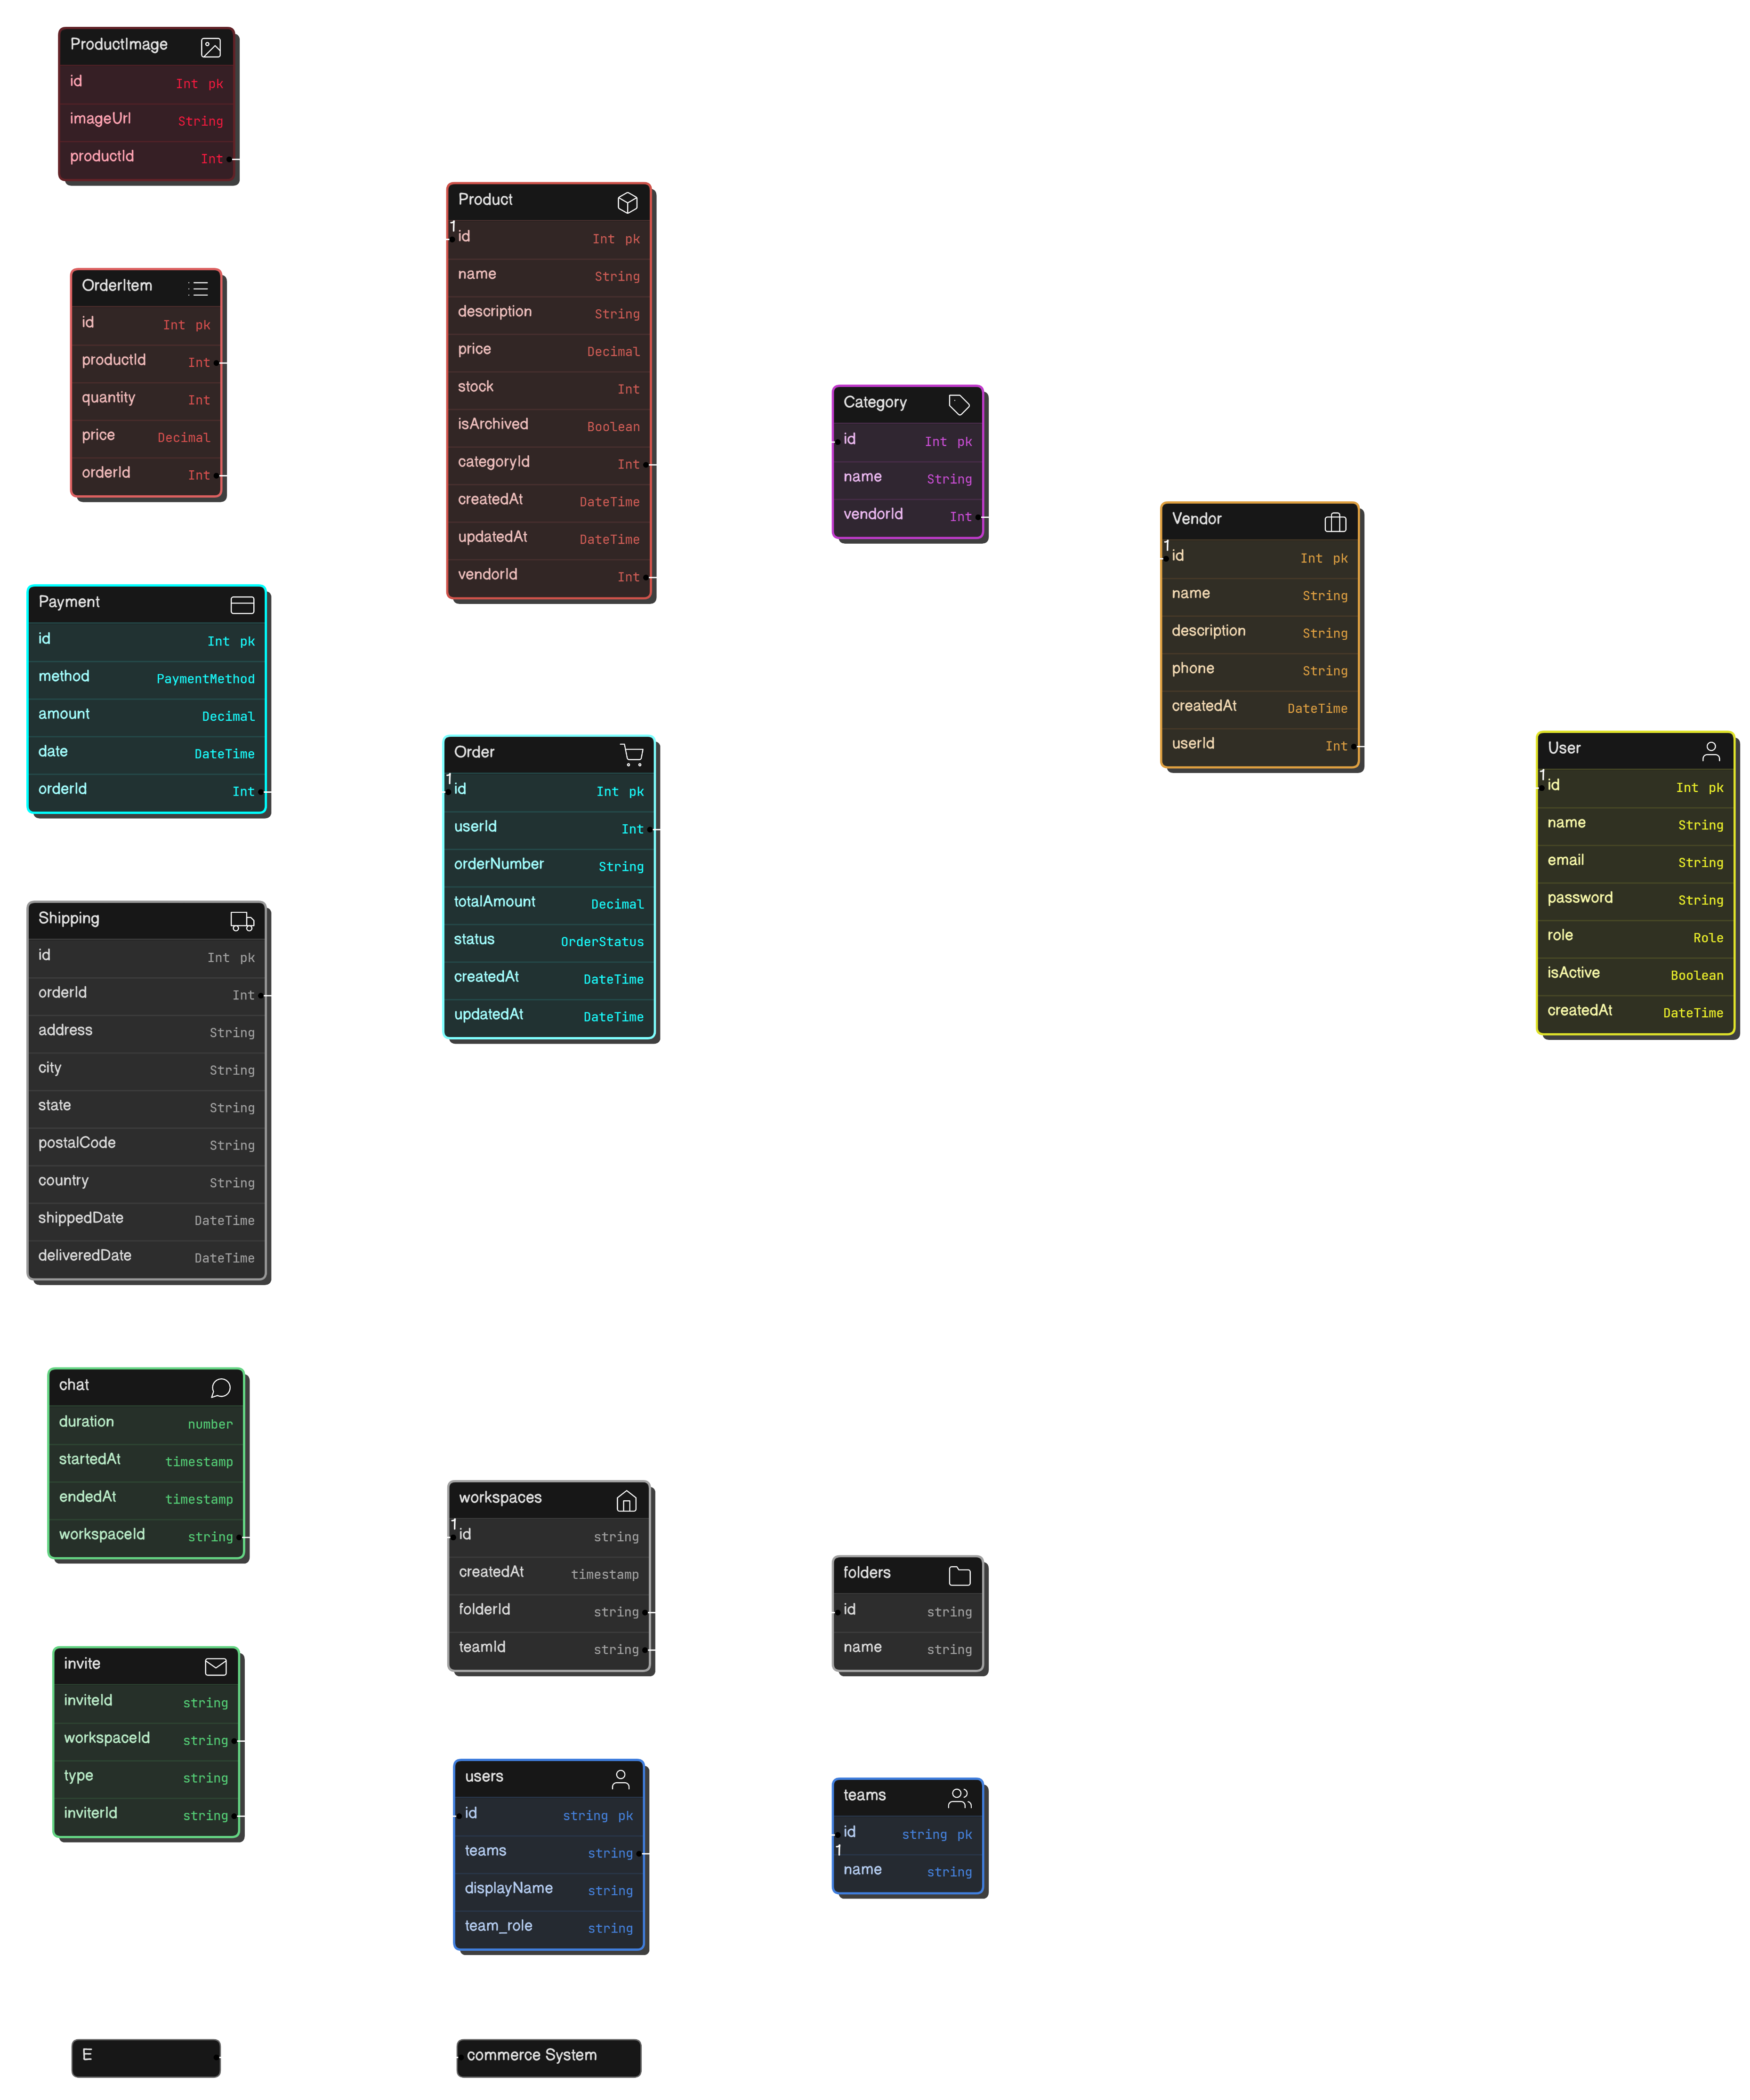 ProductImage
id Int pk
imageUrl String
productId Int
OrderItem
id Int pk
productId Int
quantity Int
price Decimal
orderId Int
Payment
id Int pk
method PaymentMethod
amount Decimal
date DateTime
orderId Int
Shipping
id Int pk
orderId Int
address String
city String
state String
postalCode String
country String
shippedDate DateTime
deliveredDate DateTime
chat
duration number
startedAt timestamp
endedAt timestamp
workspaceId string
invite
inviteId string
workspaceId string
type string
inviterId string
E
Product
1
id Int pk
name String
description String
price Decimal
stock Int
isArchived Boolean
categoryId Int
createdAt DateTime
updatedAt DateTime
vendorId Int
Order
1
id Int pk
userId Int
orderNumber String
totalAmount Decimal
status OrderStatus
createdAt DateTime
updatedAt DateTime
workspaces
1
id string
createdAt timestamp
folderId string
teamId string
users
id string pk
teams string
displayName string
team_role string
commerce System
Category
id Int pk
name String
vendorId Int
folders
id string
name string
teams
id string pk
1
name string
Vendor
1
id Int pk
name String
description String
phone String
createdAt DateTime
userId Int
User
1
id Int pk
name String
email String
password String
role Role
isActive Boolean
createdAt DateTime